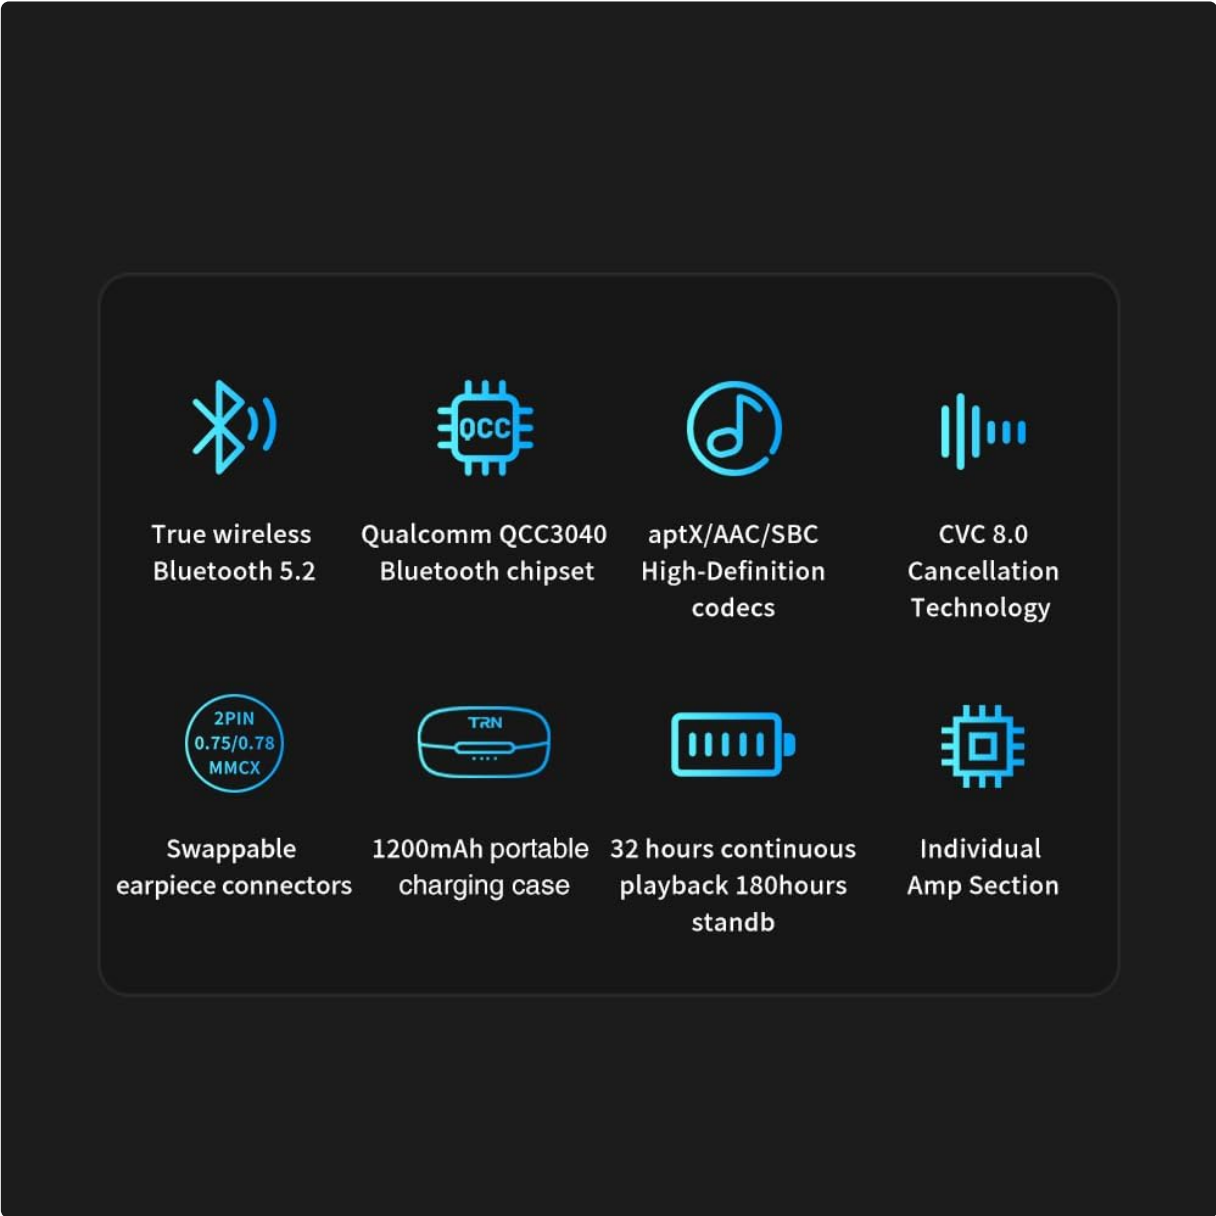 QCC
True wireless
Bluetooth 5.2
Qualcomm QCC3040
Bluetooth chipset
aptX/AAC/SBC
High-Definition
codecs
CVC 8.0
Cancellation
Technology
2PIN
0.75/0.78
MMCX
Swappable
earpiece connectors
TRN
1200mAh portable
charging case
32 hours continuous
playback 180hours
standb
Individual
Amp Section